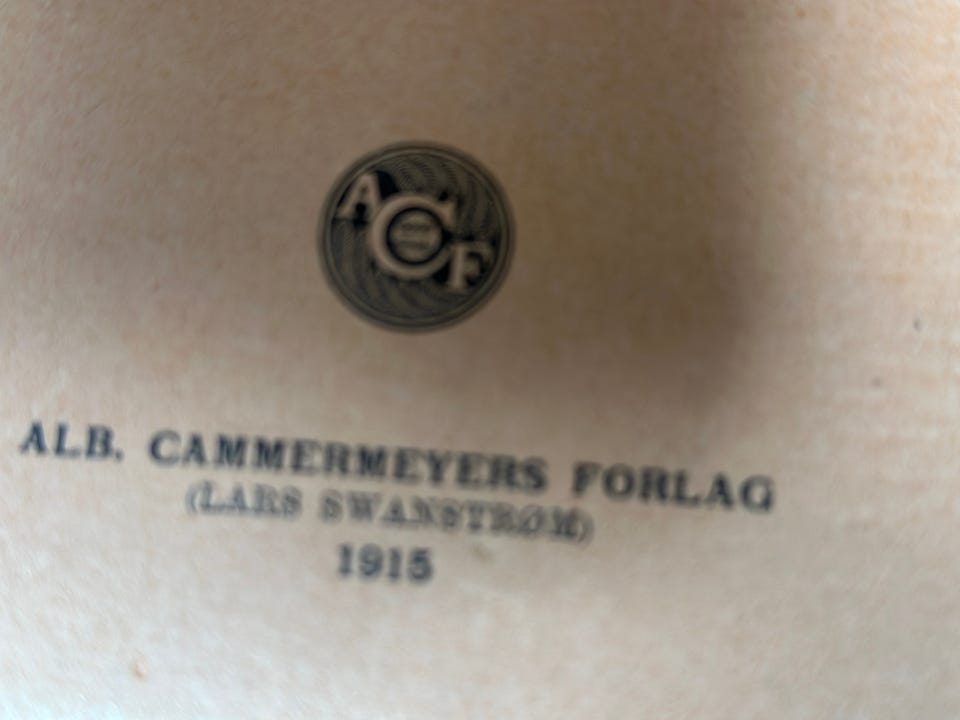 ACF
ALB. CAMMERMEYERS FORLAG
(LARS SWANSTRØM)
1915